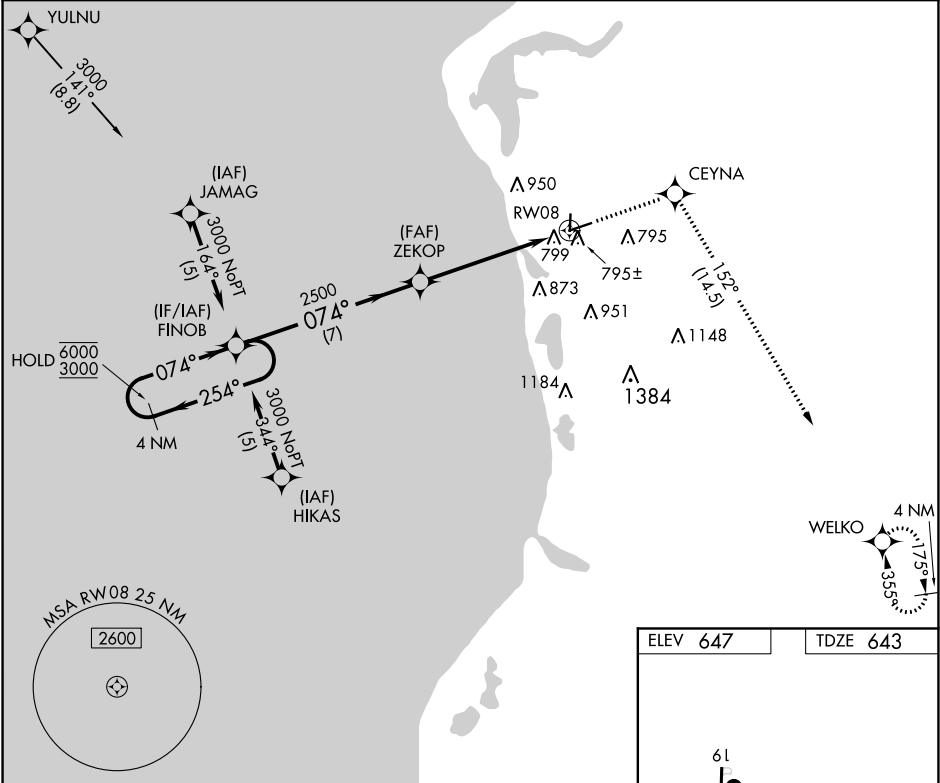 YULNU
3000
141°
(8.8)
(IAF)
JAMAG
3000 NoPT
164°
(5)
(IF/IAF)
FINOB
HOLD 6000
3000
074°
254°
4 NM
2500
074°
(7)
(FAF)
ZEKOP
3000 NoPT
344°
(5)
(IAF)
HIKAS
950
RW08
799
795±
795
CEYNA
873
951
1148
1184
1384
152°
(14.5)
WELKO
4 NM
175°
355°
MSA RW08 25 NM
2600
ELEV 647
TDZE 643
19